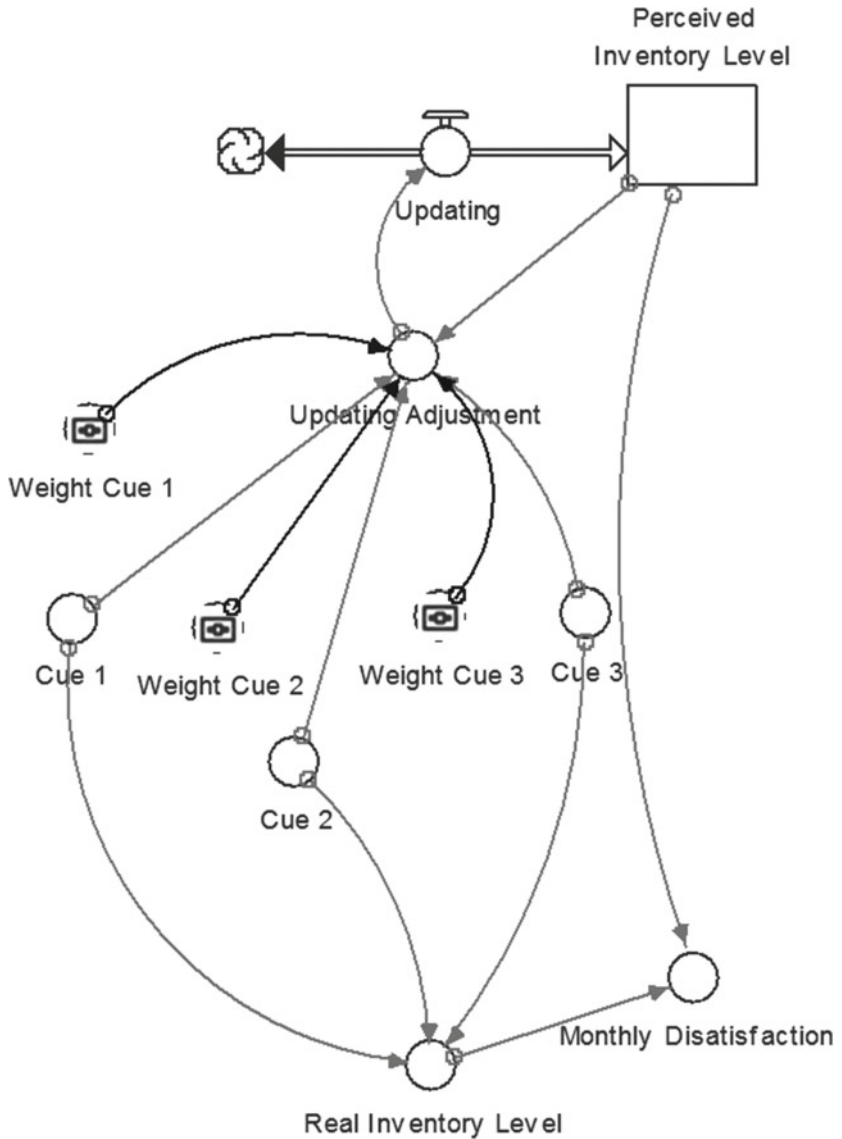 Perceived
Inventory Level
Updating
Updating Adjustment
Weight Cue 1
Cue 1
Weight Cue 2
Weight Cue 3
Cue 3
Cue 2
Monthly Disatisfaction
Real Inventory Level